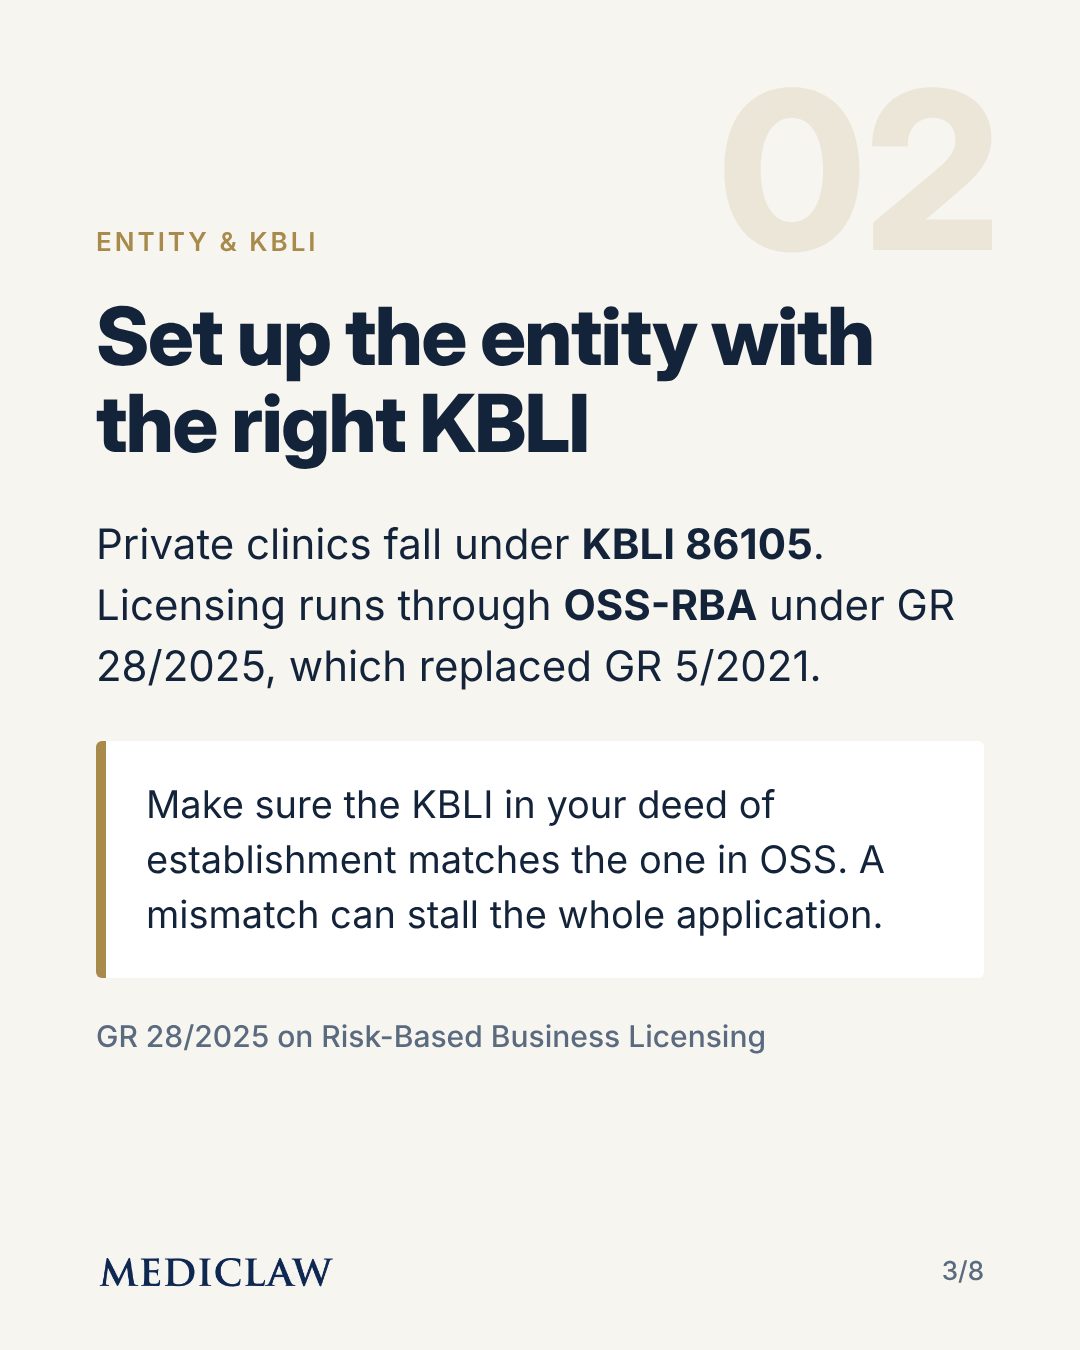 02
ENTITY & KBLI
Set up the entity with
the right KBLI
Private clinics fall under KBLI 86105.
Licensing runs through OSS-RBA under GR
28/2025, which replaced GR 5/2021.
Make sure the KBLI in your deed of
establishment matches the one in OSS. A
mismatch can stall the whole application.
GR 28/2025 on Risk-Based Business Licensing
MEDICLAW
3/8